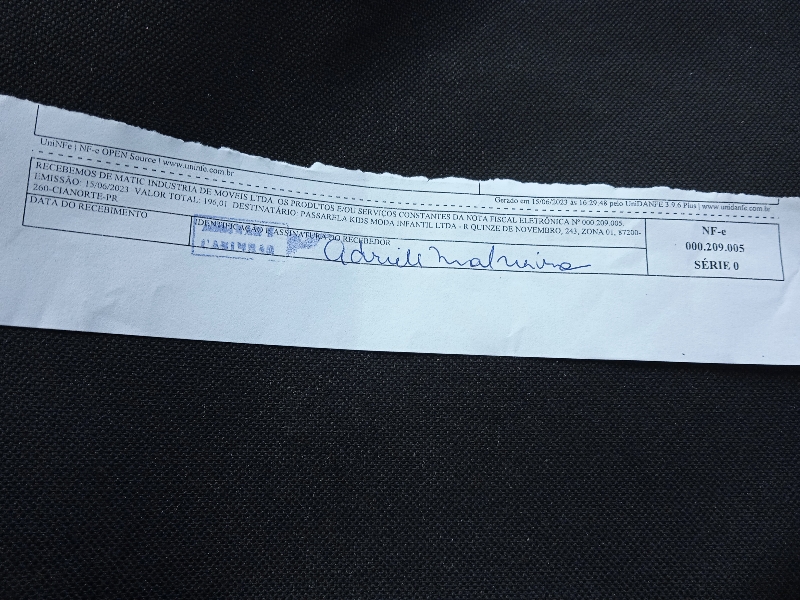 UniNFe | NF-e OPEN Source | www.uninfe.com.br
Gerado em 15/06/2023 as 16:29:48 pelo UniDANFE 3.9.6 Plus | www.unidanfe.com.br
RECEBEMOS DE MATIC INDUSTRIA DE MOVEIS LTDA OS PRODUTOS E/OU SERVIÇOS CONSTANTES DA NOTA FISCAL ELETRÔNICA Nº 000.209.005.
EMISSÃO: 15/06/2023 VALOR TOTAL: 196,01 DESTINATÁRIO: PASSARELA KIDS MODA INFANTIL LTDA - R QUINZE DE NOVEMBRO, 243, ZONA 01, 87200-
260-CIANORTE-PR
DATA DO RECEBIMENTO
IDENTIFICAÇÃO E ASSINATURA DO RECEBEDOR
NF-e
000.209.005
SÉRIE 0